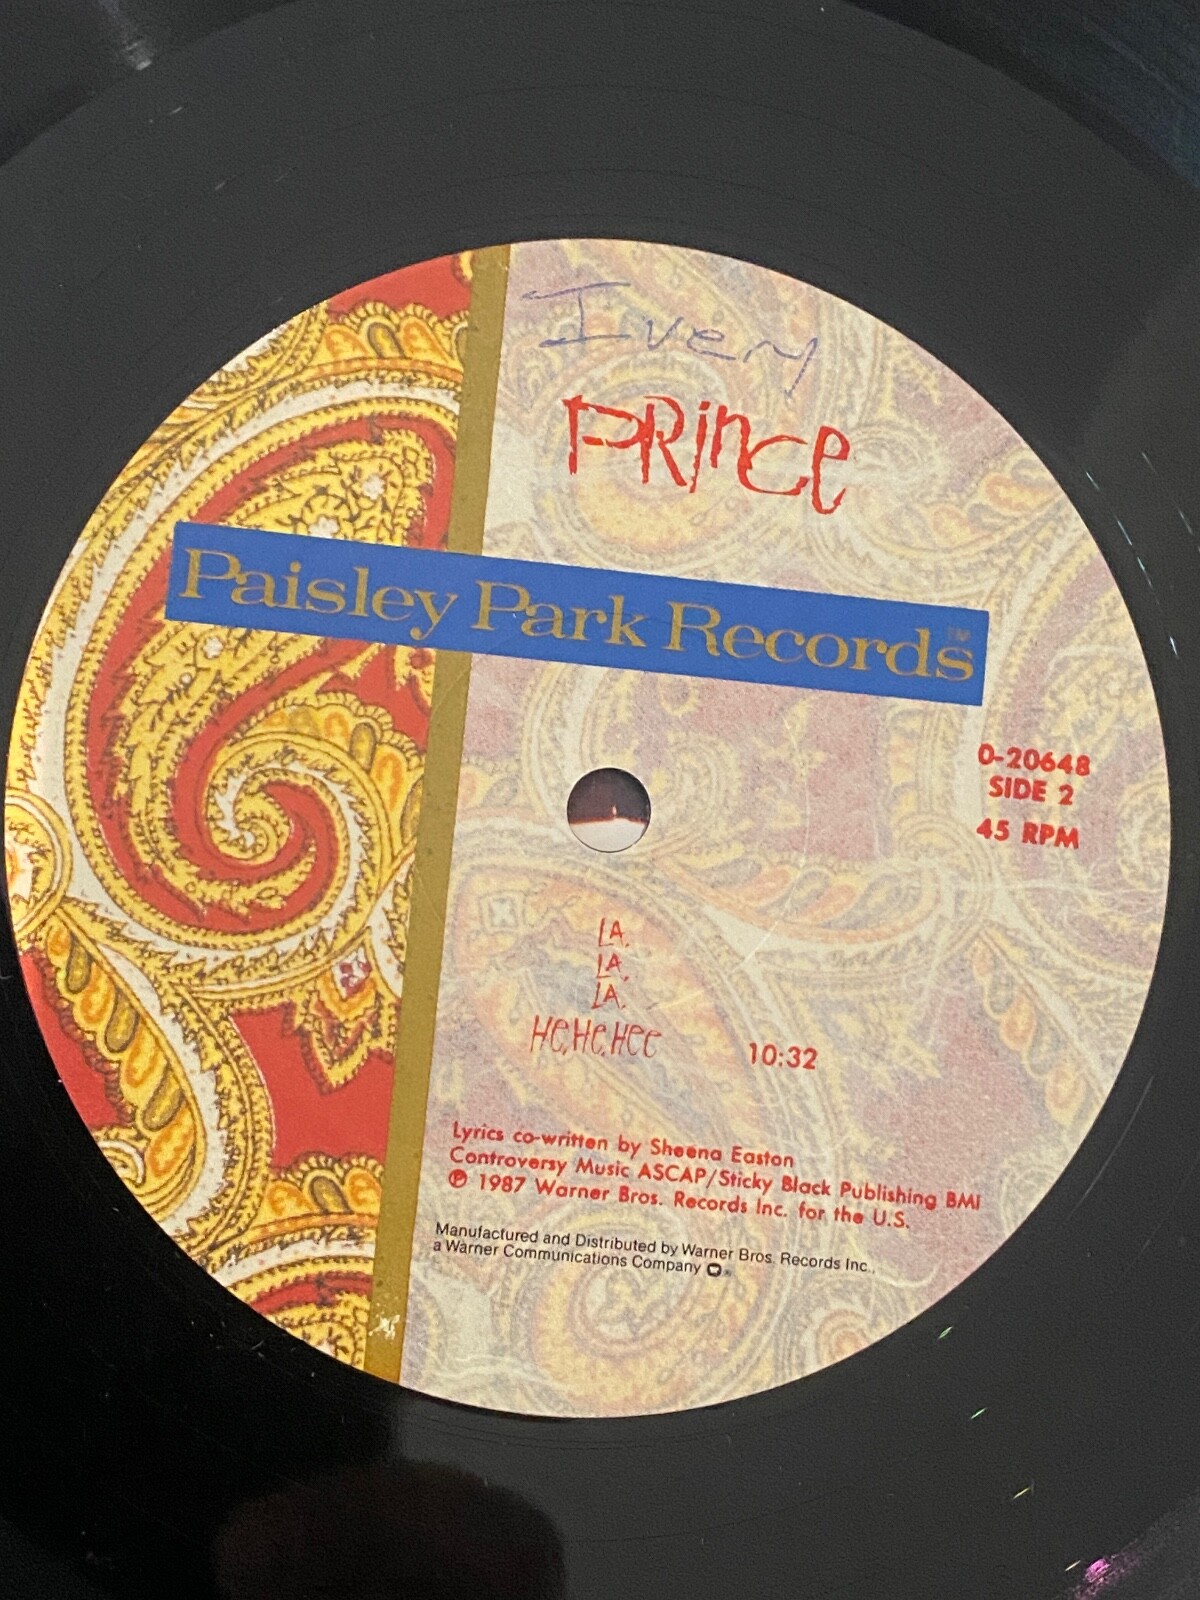 Ivery
PRince
Paisley Park Records™
0-20648
SIDE 2
45 RPM
LA,
LA,
LA,
He, He, Hee 10:32
Lyrics co-written by Sheena Easton
Controversy Music ASCAP/Sticky Black Publishing BMI
℗ 1987 Warner Bros. Records Inc. for the U.S.
Manufactured and Distributed by Warner Bros. Records Inc.,
a Warner Communications Company